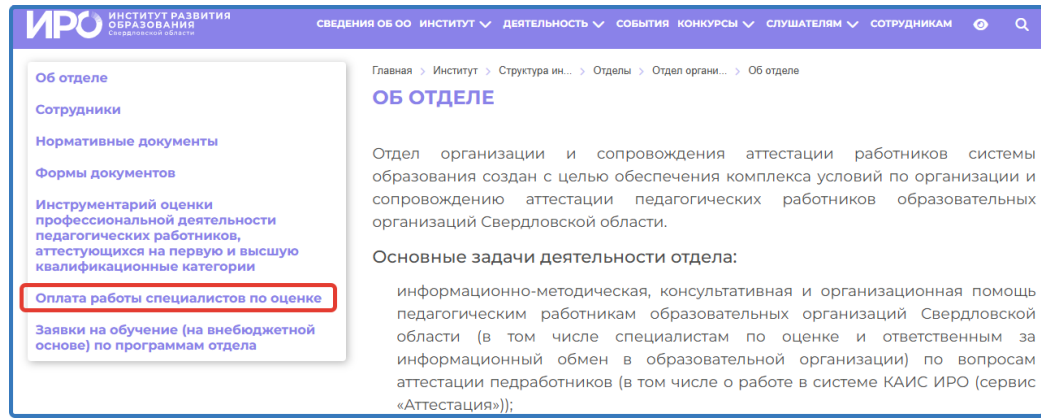 ИРО
ИНСТИТУТ РАЗВИТИЯ
ОБРАЗОВАНИЯ
Свердловской области
СВЕДЕНИЯ ОБ ОО ИНСТИТУТ ДЕЯТЕЛЬНОСТЬ СОБЫТИЯ КОНКУРСЫ СЛУШАТЕЛЯМ СОТРУДНИКАМ
Об отделе
Сотрудники
Нормативные документы
Формы документов
Инструментарий оценки
профессиональной деятельности
педагогических работников,
аттестующихся на первую и высшую
квалификационные категории
Оплата работы специалистов по оценке
Заявки на обучение (на внебюджетной
основе) по программам отдела
Главная > Институт > Структура ин... > Отделы > Отдел органи... > Об отделе
ОБ ОТДЕЛЕ
Отдел организации и сопровождения аттестации работников системы
образования создан с целью обеспечения комплекса условий по организации и
сопровождению аттестации педагогических работников образовательных
организаций Свердловской области.
Основные задачи деятельности отдела:
информационно-методическая, консультативная и организационная помощь
педагогическим работникам образовательных организаций Свердловской
области (в том числе специалистам по оценке и ответственным за
информационный обмен в образовательной организации) по вопросам
аттестации педработников (в том числе о работе в системе КАИС ИРО (сервис
«Аттестация»));